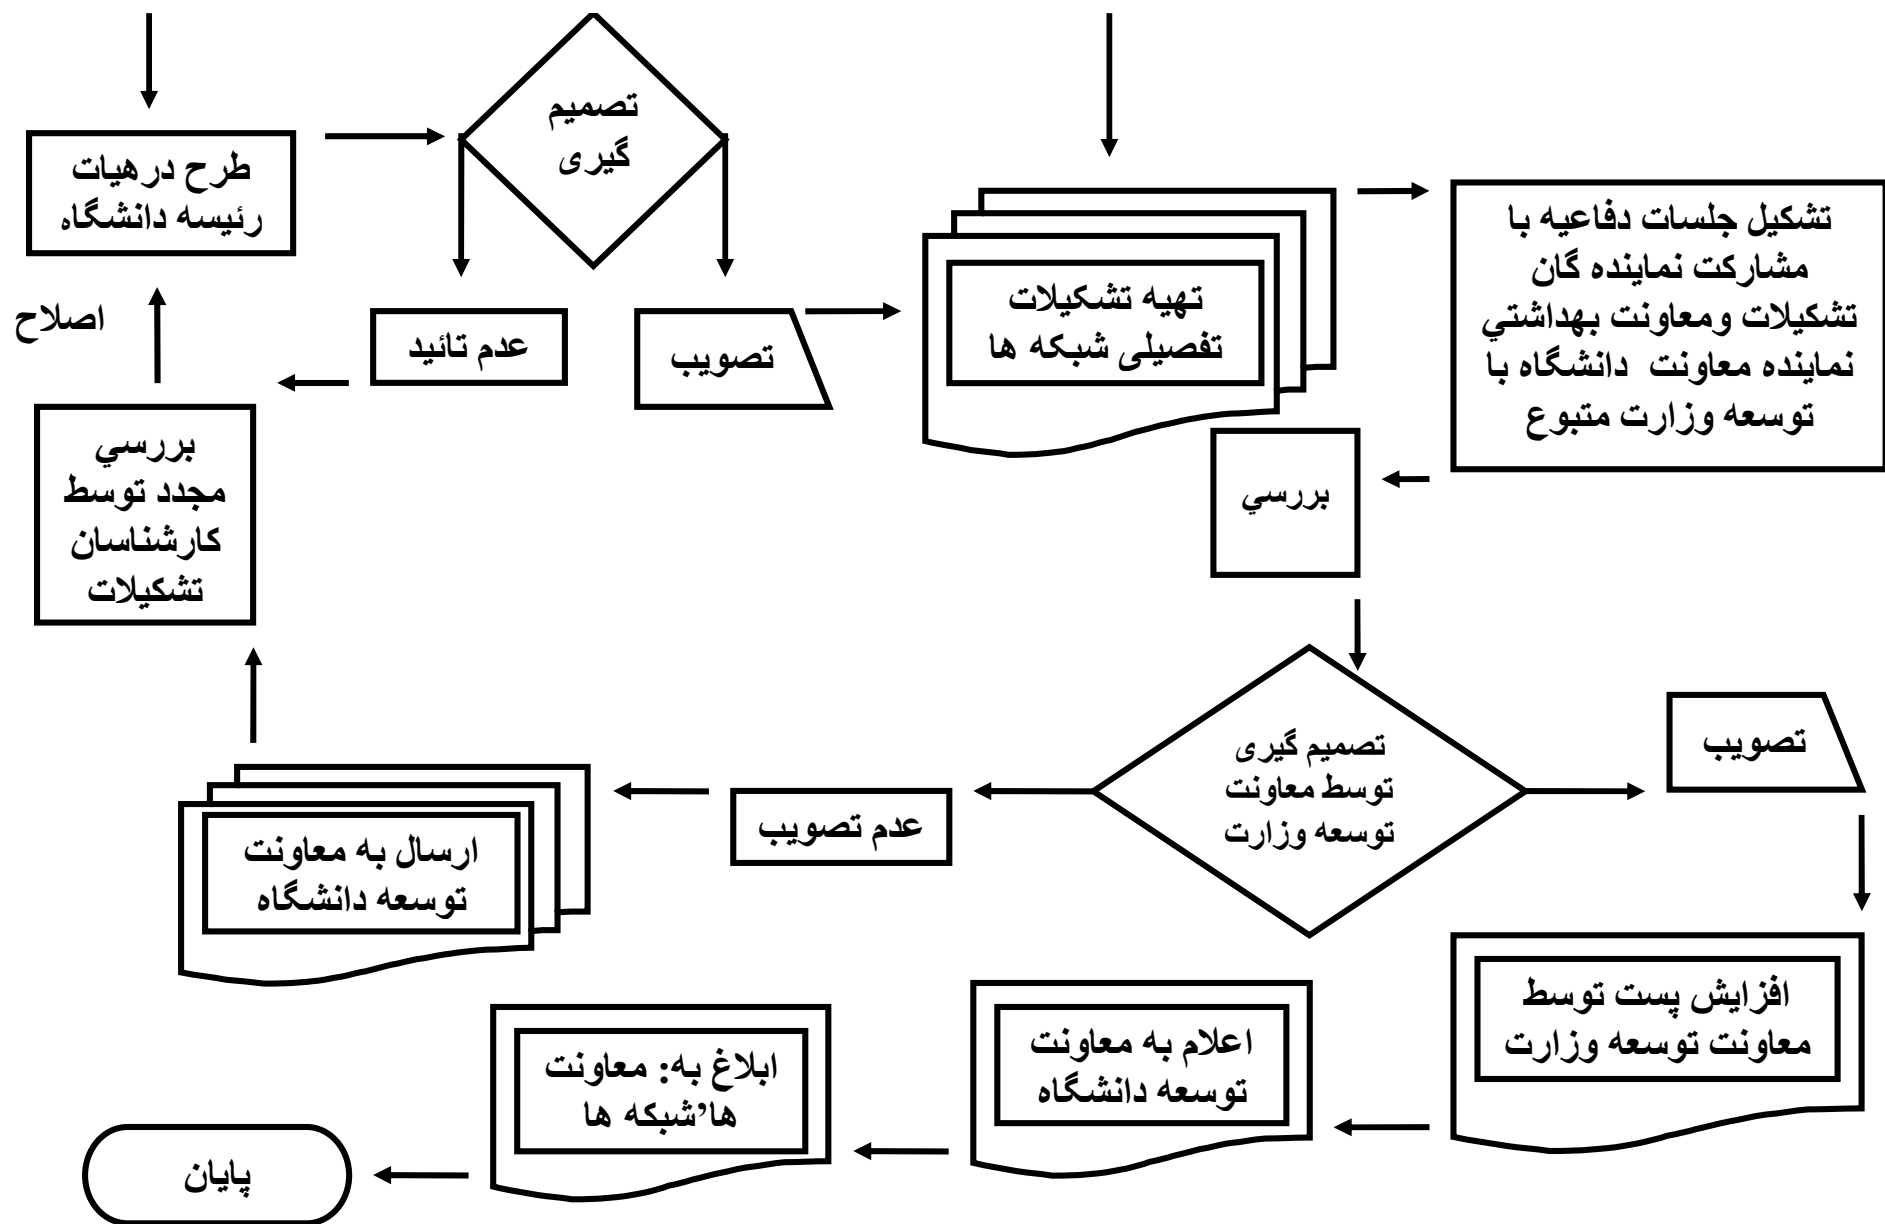 طرح در هیات
رئیسه دانشگاه
تصمیم
گیری
عدم تائید
تصویب
اصلاح
بررسي
مجدد توسط
کارشناسان
تشکیلات
تهیه تشکیلات
تفصیلی شبکه ها
تشکیل جلسات دفاعیه با
مشارکت نماینده گان
تشکیلات ومعاونت بهداشتي
نماینده معاونت دانشگاه با
توسعه وزارت متبوع
بررسي
تصمیم گیری
توسط معاونت
توسعه وزارت
تصویب
عدم تصویب
ارسال به معاونت
توسعه دانشگاه
افزایش پست توسط
معاونت توسعه وزارت
اعلام به معاونت
توسعه دانشگاه
ابلاغ به: معاونت
ها’شبکه ها
پایان